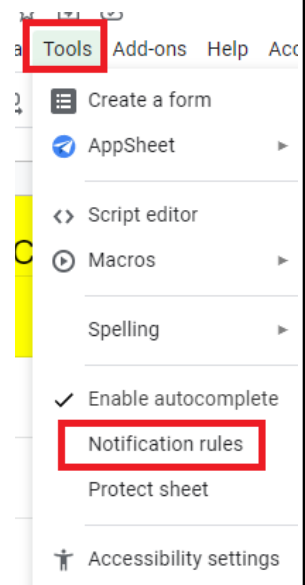 Tools Add-ons Help Acc
Create a form
AppSheet
Script editor
Macros
Spelling
Enable autocomplete
Notification rules
Protect sheet
Accessibility settings